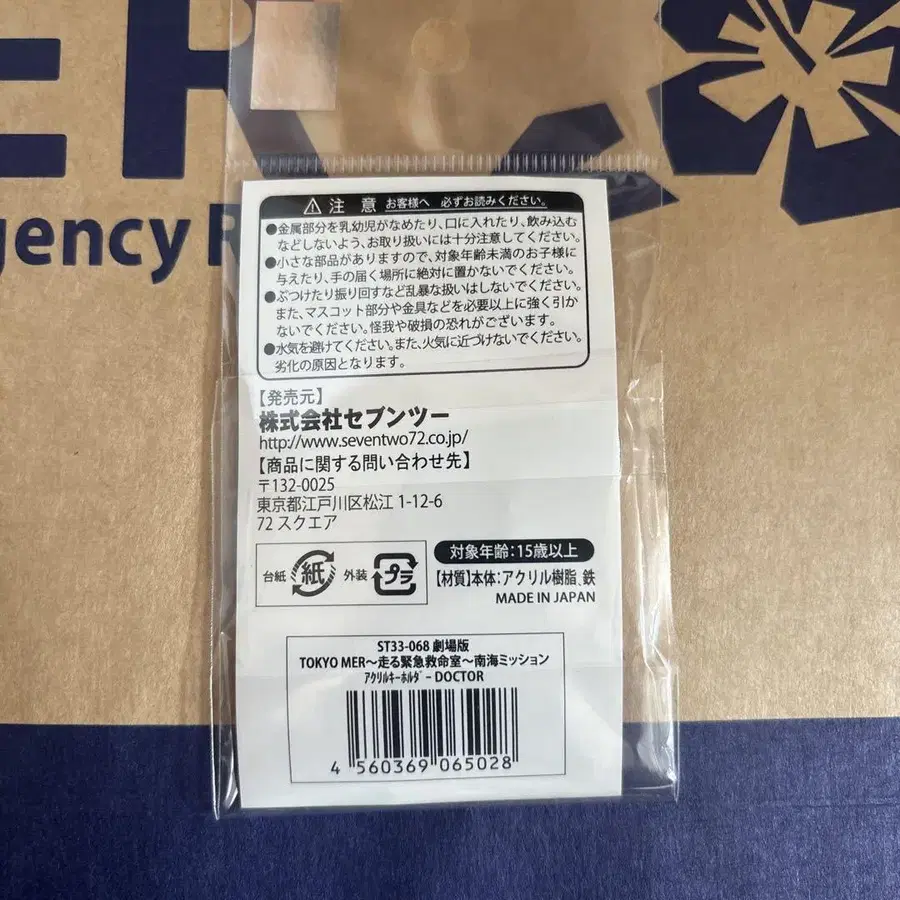 ER
gency R
⚠注 意 お客様へ 必ずお読みください。
●金属部分を乳幼児がなめたり、口に入れたり、飲み込む
などしないよう、お取り扱いには十分注意してください。
●小さな部品がありますので、対象年齢未満のお子様に
与えたり、手の届く場所に絶対に置かないでください。
●ぶつけたり振り回すなど乱暴な扱いはしないでください。
また、マスコット部分や金具などを必要以上に強く引か
ないでください。怪我や破損の恐れがございます。
●水気を避けてください。また、火気に近づけないでください。
劣化の原因となります。
【発売元】
株式会社セブンツー
http://www.seventwo72.co.jp/
【商品に関する問い合わせ先】
〒132-0025
東京都江戸川区松江 1-12-6
72 スクエア
台紙 紙 外装 プラ
対象年齢：15歳以上
【材質】本体：アクリル樹脂、鉄
MADE IN JAPAN
ST33-068 劇場版
TOKYO MER～走る緊急救命室～南海ミッション
ｱｸﾘﾙｷｰﾎﾙﾀﾞｰ DOCTOR
4 560369 065028